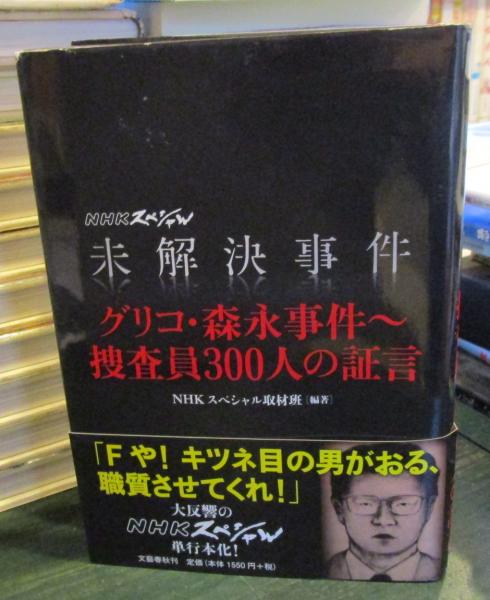 NHKスペシャル
未解決事件
グリコ・森永事件～
捜査員300人の証言
NHKスペシャル取材班［編著］
「Fや！キツネ目の男がおる、
職質させてくれ！」
大反響の
NHKスペシャル
単行本化！
文藝春秋刊 定価（本体1550円+税）